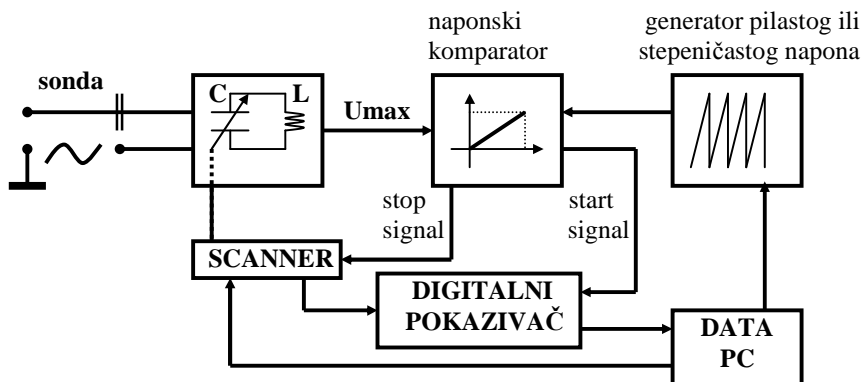 naponski
komparator
generator pilastog ili
stepeničastog napona
sonda
C L
Umax
stop
signal
start
signal
SCANNER
DIGITALNI
POKAZIVAČ
DATA
PC